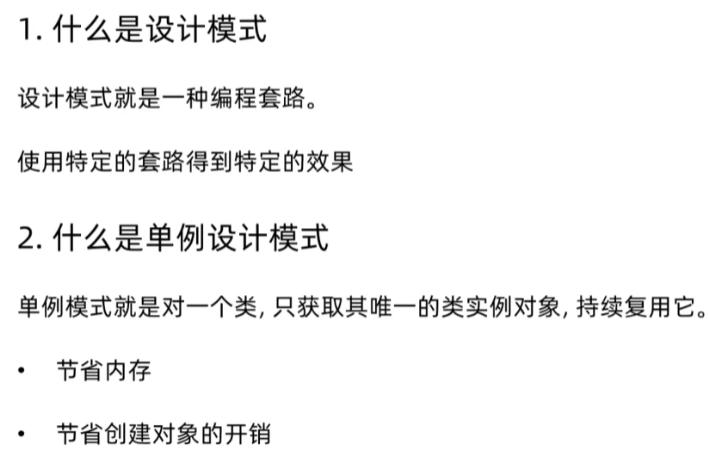 1. 什么是设计模式
设计模式就是一种编程套路。
使用特定的套路得到特定的效果
2. 什么是单例设计模式
单例模式就是对一个类, 只获取其唯一的类实例对象, 持续复用它。
• 节省内存
• 节省创建对象的开销